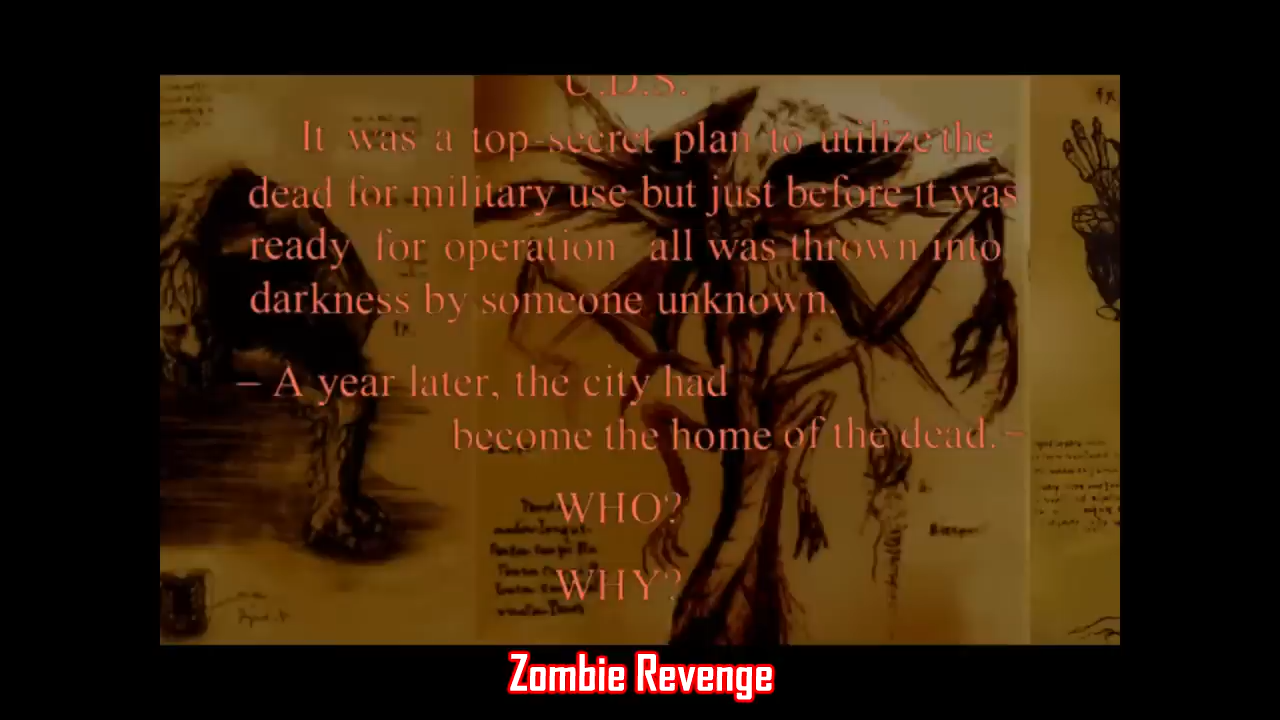 U.D.S.
It was a top-secret plan to utilize the
dead for military use but just before it was
ready for operation all was thrown into
darkness by someone unknown.
– A year later, the city had
become the home of the dead. –
WHO?
WHY?
Zombie Revenge